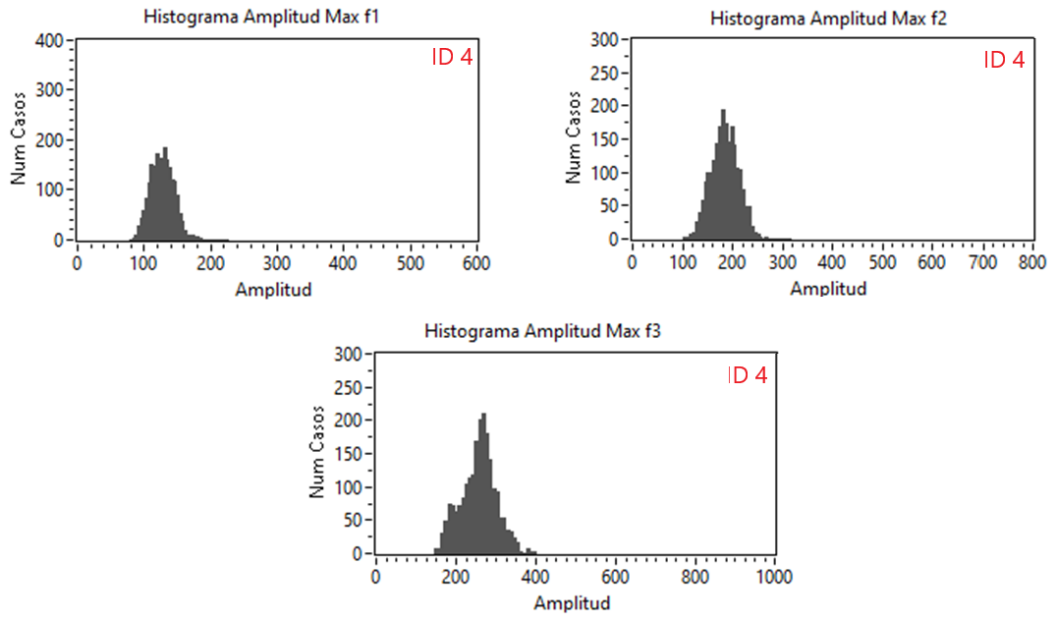 Histograma Amplitud Max f1
ID 4
Num Casos
400
300
200
100
0
0 100 200 300 400 500 600
Amplitud
Histograma Amplitud Max f2
ID 4
Num Casos
300
250
200
150
100
50
0
0 100 200 300 400 500 600 700 800
Amplitud
Histograma Amplitud Max f3
ID 4
Num Casos
300
250
200
150
100
50
0
0 200 400 600 800 1000
Amplitud